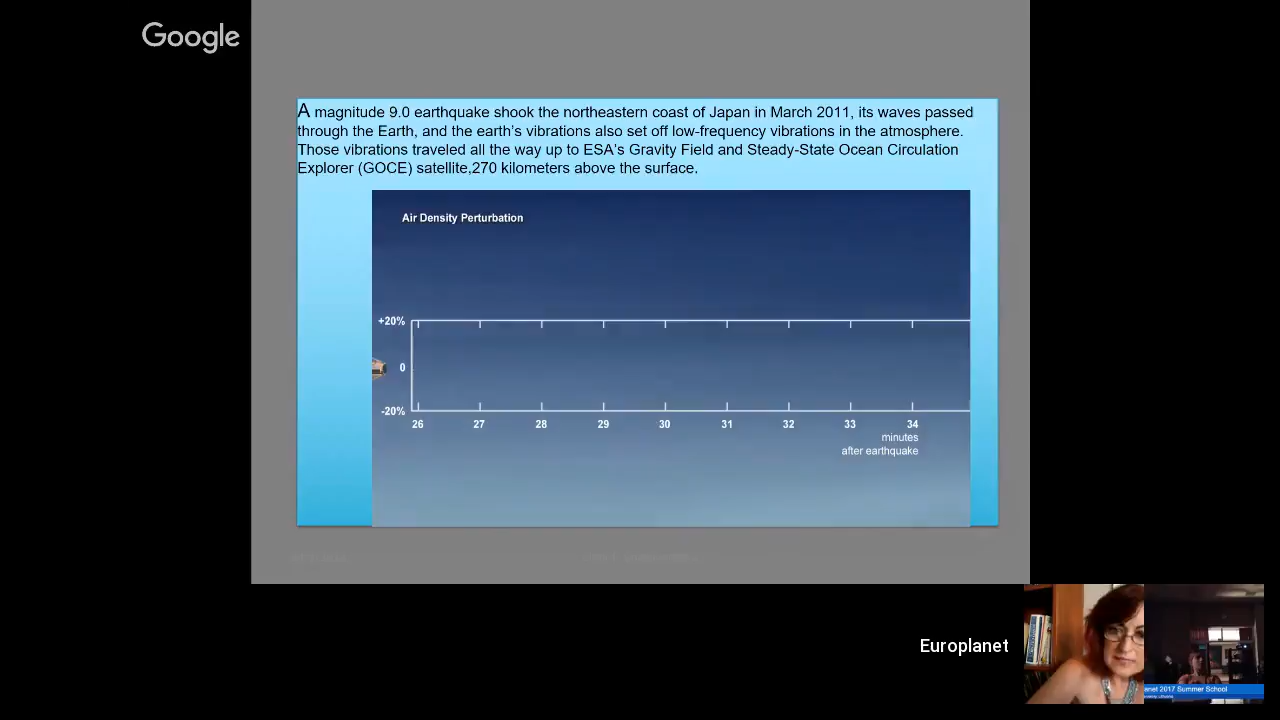 Google
A magnitude 9.0 earthquake shook the northeastern coast of Japan in March 2011, its waves passed
through the Earth, and the earth's vibrations also set off low-frequency vibrations in the atmosphere.
Those vibrations traveled all the way up to ESA's Gravity Field and Steady-State Ocean Circulation
Explorer (GOCE) satellite,270 kilometers above the surface.
Air Density Perturbation
+20%
0
-20%
26 27 28 29 30 31 32 33 34
minutes
after earthquake
Europlanet
anet 2017 Summer School